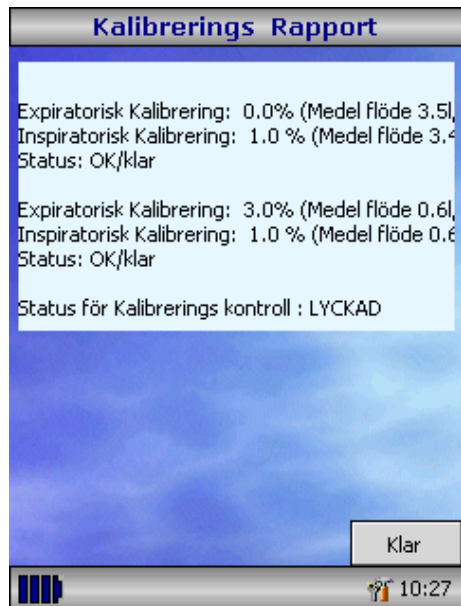 Kalibrerings Rapport
Expiratorisk Kalibrering: 0.0% (Medel flöde 3.5l,
Inspiratorisk Kalibrering: 1.0 % (Medel flöde 3.4
Status: OK/klar
Expiratorisk Kalibrering: 3.0% (Medel flöde 0.6l,
Inspiratorisk Kalibrering: 1.0 % (Medel flöde 0.6
Status: OK/klar
Status för Kalibrerings kontroll : LYCKAD
Klar
10:27